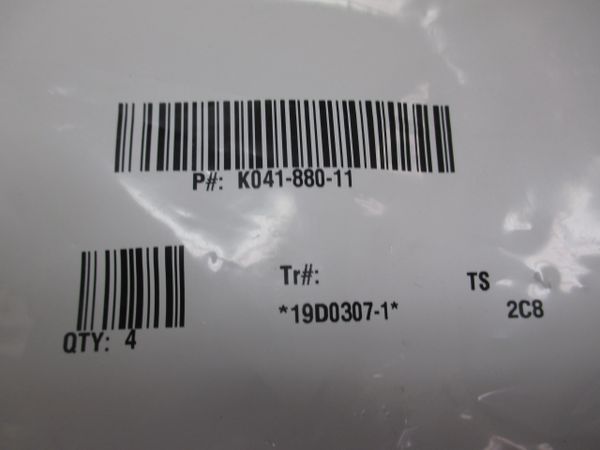 P#: K041-880-11
Tr#:
TS
*19D0307-1*
2C8
QTY: 4